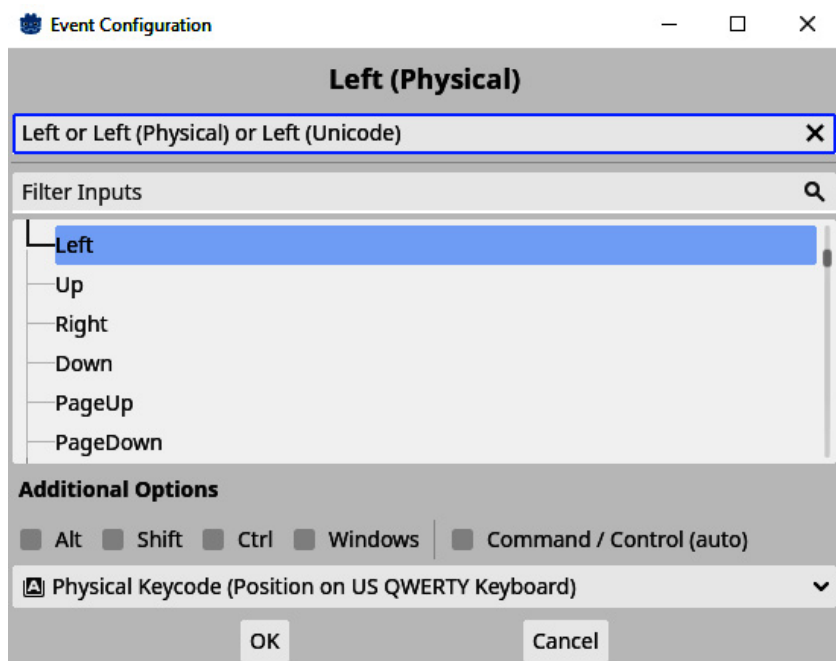 Event Configuration
Left (Physical)
Left or Left (Physical) or Left (Unicode)
Filter Inputs
Left
Up
Right
Down
PageUp
PageDown
Additional Options
Alt Shift Ctrl Windows Command / Control (auto)
A Physical Keycode (Position on US QWERTY Keyboard)
OK Cancel